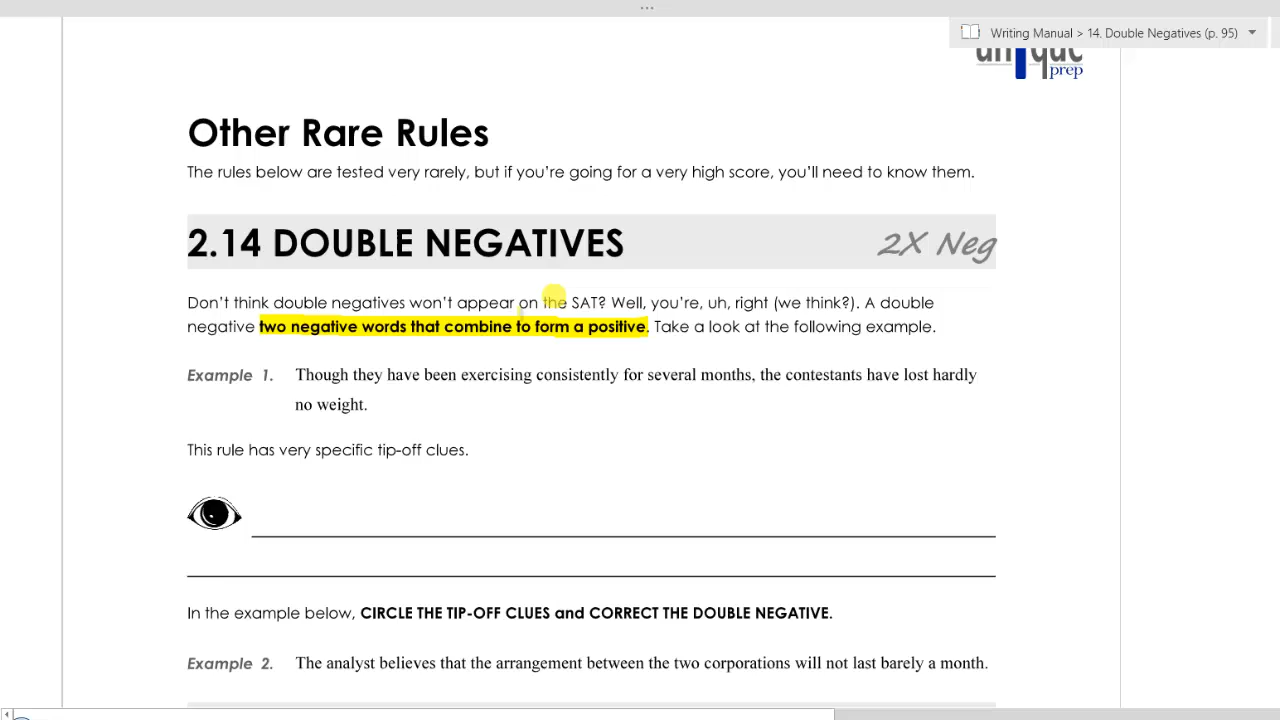 ...
Writing Manual > 14. Double Negatives (p. 95)
unique
prep
Other Rare Rules
The rules below are tested very rarely, but if you're going for a very high score, you'll need to know them.
2.14 DOUBLE NEGATIVES 2X Neg
Don't think double negatives won't appear on the SAT? Well, you're, uh, right (we think?). A double
negative two negative words that combine to form a positive. Take a look at the following example.
Example 1. Though they have been exercising consistently for several months, the contestants have lost hardly
no weight.
This rule has very specific tip-off clues.
In the example below, CIRCLE THE TIP-OFF CLUES and CORRECT THE DOUBLE NEGATIVE.
Example 2. The analyst believes that the arrangement between the two corporations will not last barely a month.